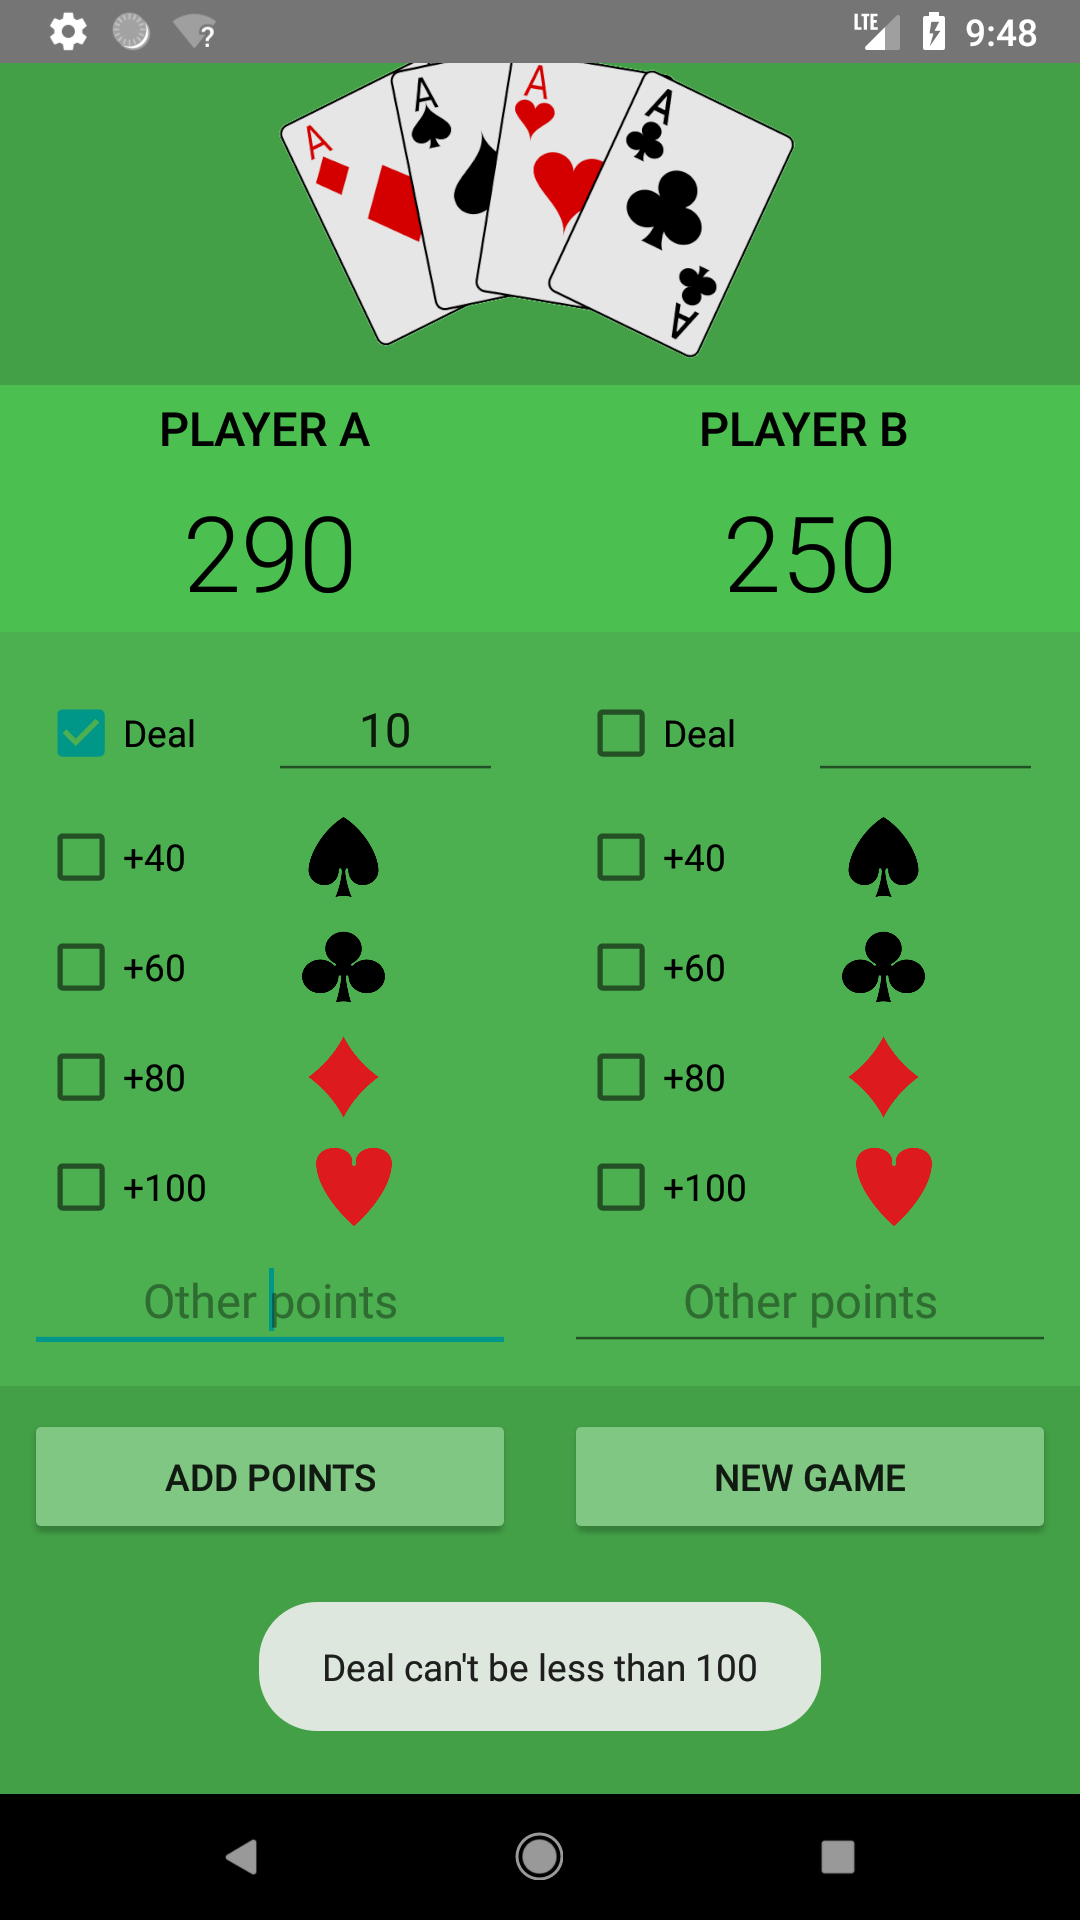 LTE 9:48
A A A A
A
PLAYER A PLAYER B
290 250
Deal 10 Deal
+40 +40
+60 +60
+80 +80
+100 +100
Other points Other points
ADD POINTS NEW GAME
Deal can't be less than 100